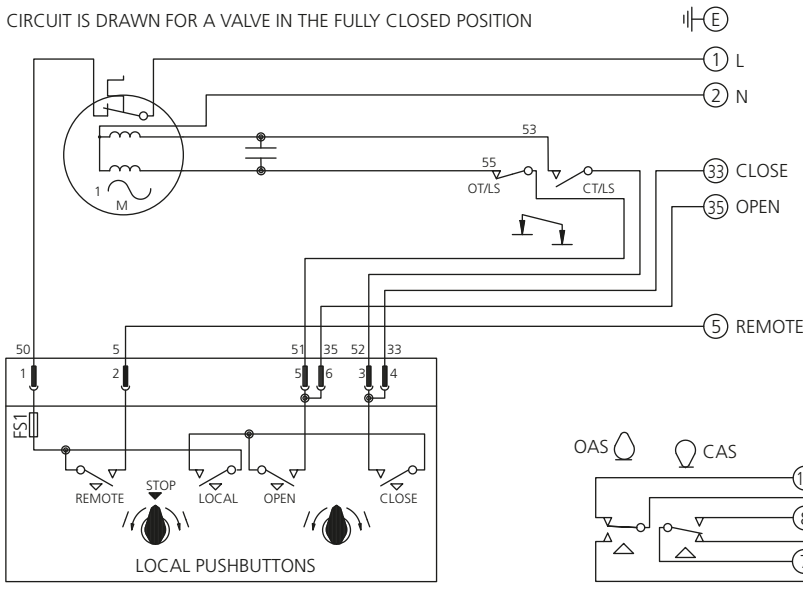 CIRCUIT IS DRAWN FOR A VALVE IN THE FULLY CLOSED POSITION
E
1 L
2 N
53
55
OT/LS
CT/LS
1
M
33 CLOSE
35 OPEN
5 REMOTE
50 5 51 35 52 33
1 2 5 6 3 4
FS1
REMOTE STOP LOCAL OPEN CLOSE
LOCAL PUSHBUTTONS
OAS CAS